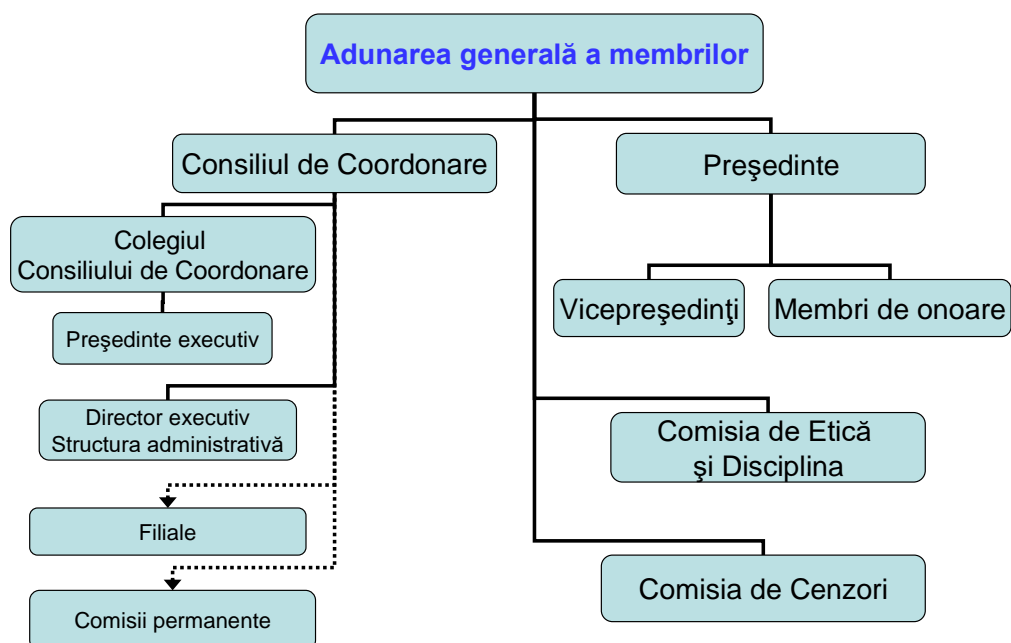 Adunarea generală a membrilor
Consiliul de Coordonare
Preşedinte
Colegiul
Consiliului de Coordonare
Vicepreşedinţi
Membri de onoare
Preşedinte executiv
Director executiv
Structura administrativă
Comisia de Etică
şi Disciplina
Filiale
Comisia de Cenzori
Comisii permanente